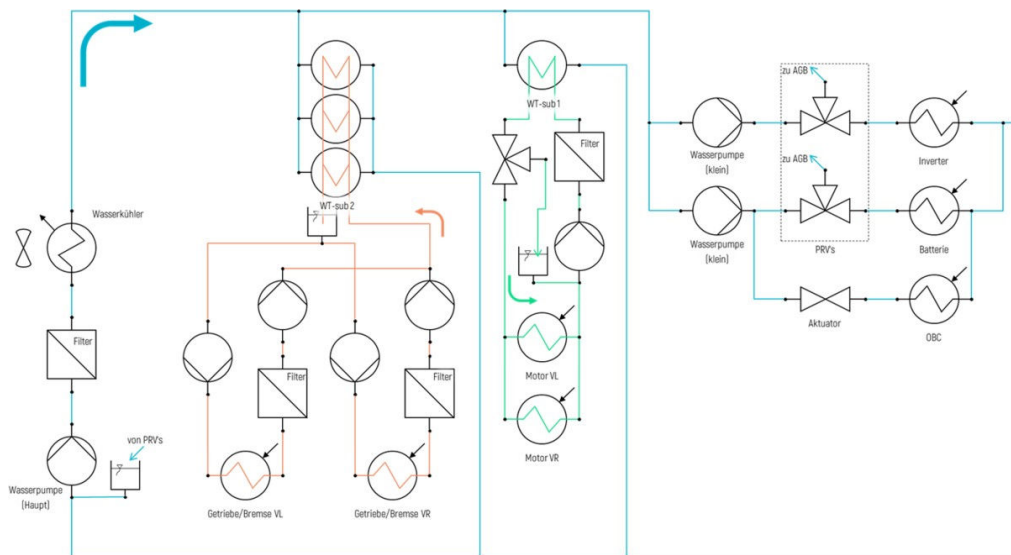 WT-sub 1
zu AGB
WT-sub 2
Filter
Wasserpumpe
(klein)
Inverter
zu AGB
Wasserkühler
Wasserpumpe
(klein)
PRV's
Batterie
Aktuator
OBC
Filter
Motor VL
Filter
Filter
Motor VR
von PRV's
Wasserpumpe
(Haupt)
Getriebe/Bremse VL
Getriebe/Bremse VR